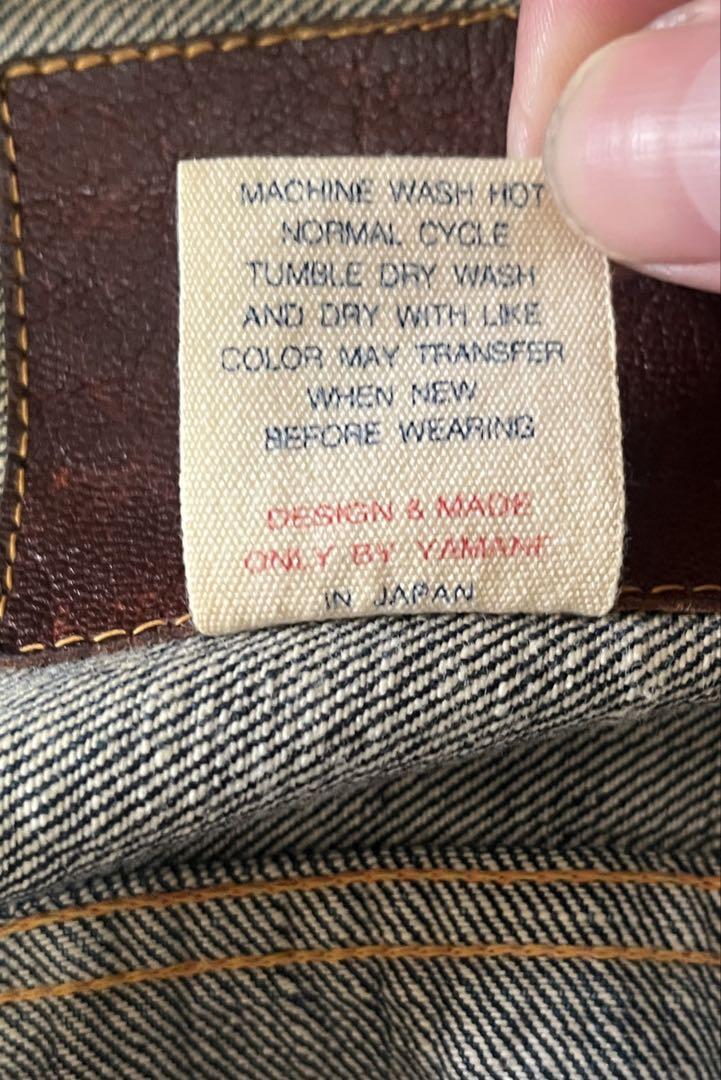 MACHINE WASH HOT
NORMAL CYCLE
TUMBLE DRY WASH
AND DRY WITH LIKE
COLOR MAY TRANSFER
WHEN NEW
BEFORE WEARING
DESIGN & MADE
ONLY BY YAMANE
IN JAPAN